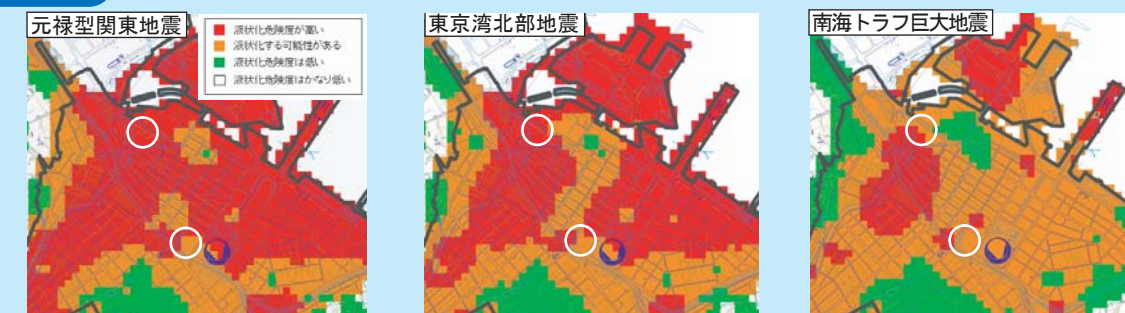 元禄型関東地震
液状化危険度が高い
液状化する可能性がある
液状化危険度は低い
液状化危険度はかなり低い
東京湾北部地震
南海トラフ巨大地震